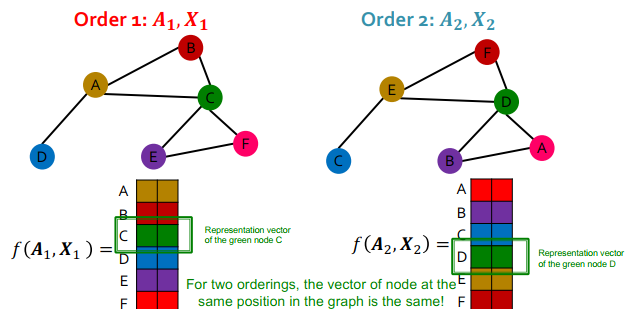 Order 1: A₁, X₁
Order 2: A₂, X₂
B
A
C
D
E
F
F
E
D
C
B
A
A
B
C
D
E
F
f(A₁, X₁) =
Representation vector
of the green node C
A
B
C
D
E
F
f(A₂, X₂) =
Representation vector
of the green node D
For two orderings, the vector of node at the
same position in the graph is the same!